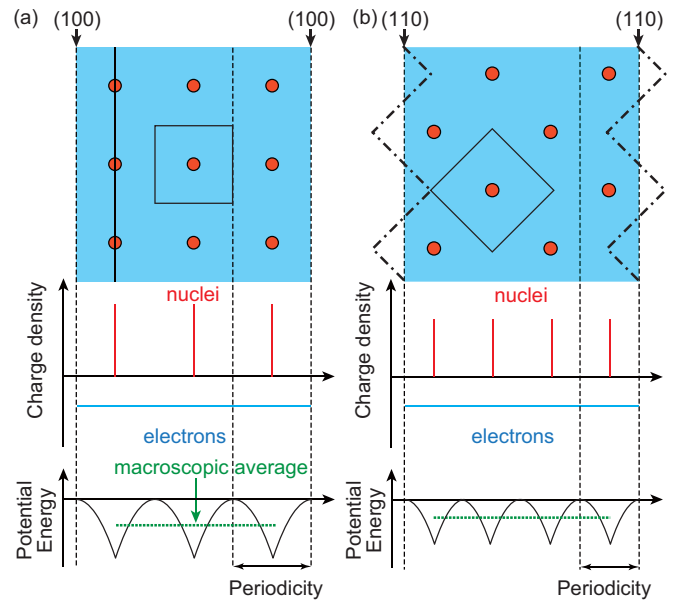 (a)
(100)
(100)
nuclei
Charge density
electrons
macroscopic average
Potential
Energy
Periodicity
(b)
(110)
(110)
nuclei
Charge density
electrons
Potential
Energy
Periodicity